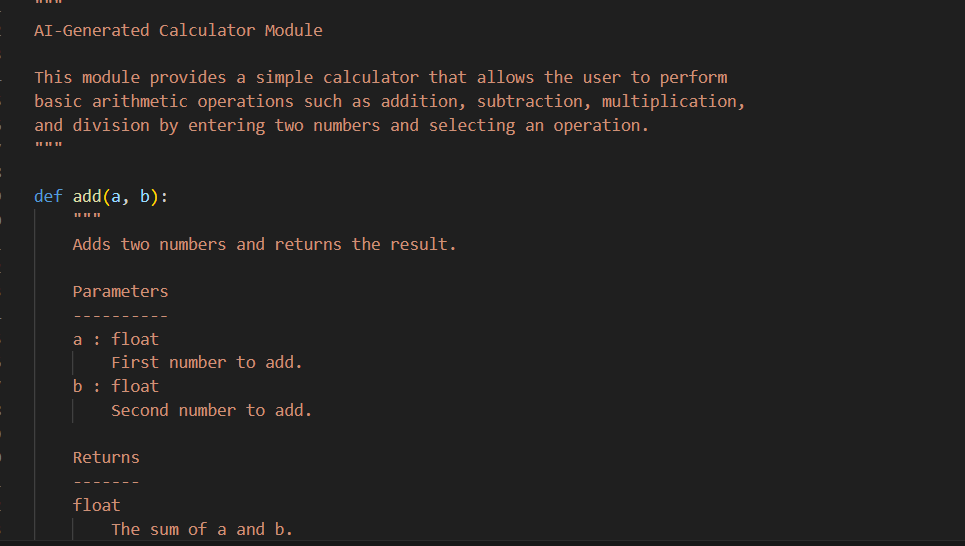 """
AI-Generated Calculator Module
This module provides a simple calculator that allows the user to perform
basic arithmetic operations such as addition, subtraction, multiplication,
and division by entering two numbers and selecting an operation.
"""
def add(a, b):
"""
Adds two numbers and returns the result.
Parameters
----------
a : float
First number to add.
b : float
Second number to add.
Returns
-------
float
The sum of a and b.